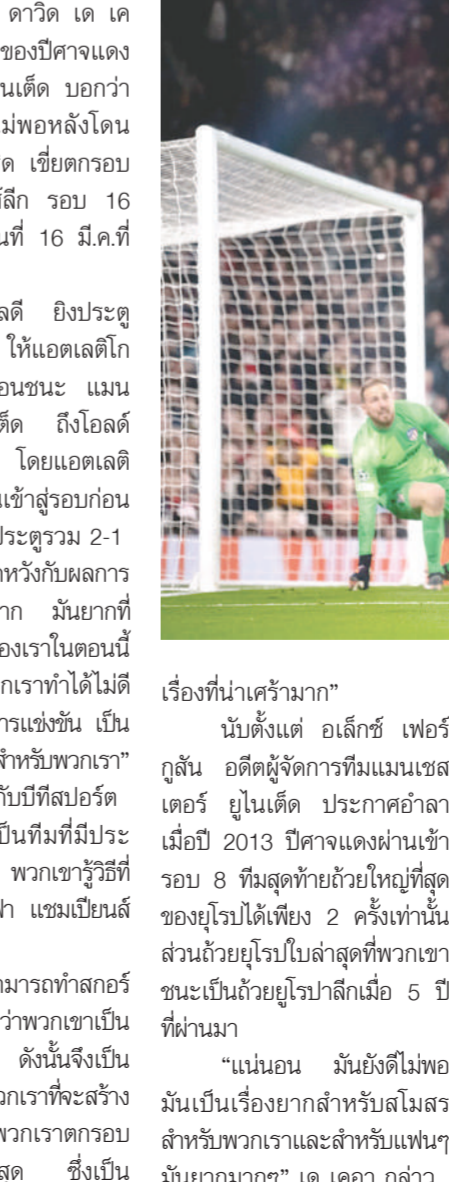 ดาวิด เด เค
ของปีศาจแดง
นเต็ด บอกว่า
ม่พอหลังโดน
ด เขี่ยตกรอบ
์ลีก รอบ 16
นที่ 16 มี.ค.ที่
ลดี ยิงประตู
ให้แอตเลติโก
อนชนะ แมน
ต็ด ถึงโอลด์
โดยแอตเลติ
นเข้าสู่รอบก่อน
ประตูรวม 2-1
ดหวังกับผลการ
าก มันยากที่
องเราในตอนนี้
กเราทำได้ไม่ดี
ารแข่งขัน เป็น
สำหรับพวกเรา”
กับบีทีสปอร์ต
ป็นทีมที่มีประ
พวกเขารู้วิธีที่
ฟา แชมเปียนส์
ามารถทำสกอร์
ว่าพวกเขาเป็น
ดังนั้นจึงเป็น
วกเราที่จะสร้าง
พวกเราตกรอบ
สุด ซึ่งเป็น
เรื่องที่น่าเศร้ามาก”
นับตั้งแต่ อเล็กซ์ เฟอร์
กูสัน อดีตผู้จัดการทีมแมนเชส
เตอร์ ยูไนเต็ด ประกาศอำลา
เมื่อปี 2013 ปีศาจแดงผ่านเข้า
รอบ 8 ทีมสุดท้ายถ้วยใหญ่ที่สุด
ของยุโรปได้เพียง 2 ครั้งเท่านั้น
ส่วนถ้วยยุโรปใบล่าสุดที่พวกเขา
ชนะเป็นถ้วยยูโรปาลีกเมื่อ 5 ปี
ที่ผ่านมา
“แน่นอน มันยังดีไม่พอ
มันเป็นเรื่องยากสำหรับสโมสร
สำหรับพวกเราและสำหรับแฟนๆ
มันยากมากๆ” เด เคอา กล่าว